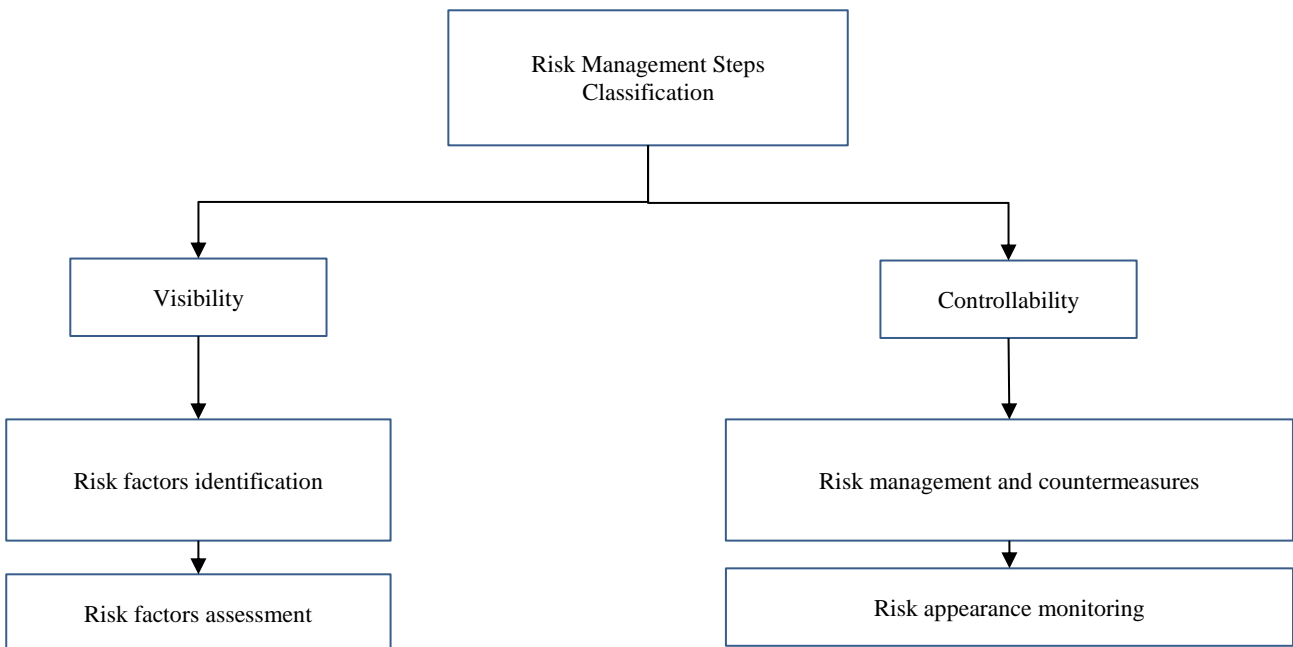 Risk Management Steps
Classification
Visibility
Controllability
Risk factors identification
Risk management and countermeasures
Risk factors assessment
Risk appearance monitoring